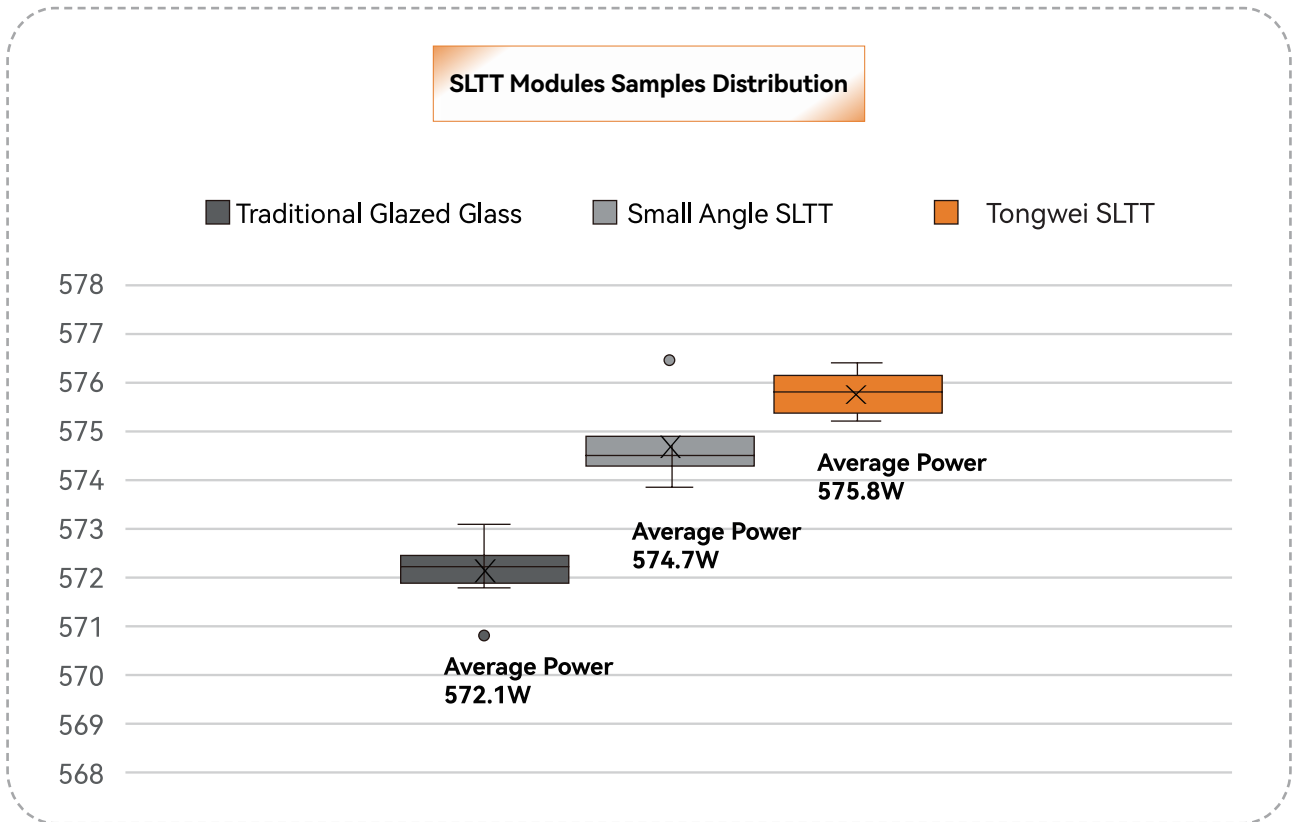 SLTT Modules Samples Distribution
Traditional Glazed Glass
Small Angle SLTT
Tongwei SLTT
578
577
576
575
574
573
572
571
570
569
568
Average Power
575.8W
Average Power
574.7W
Average Power
572.1W